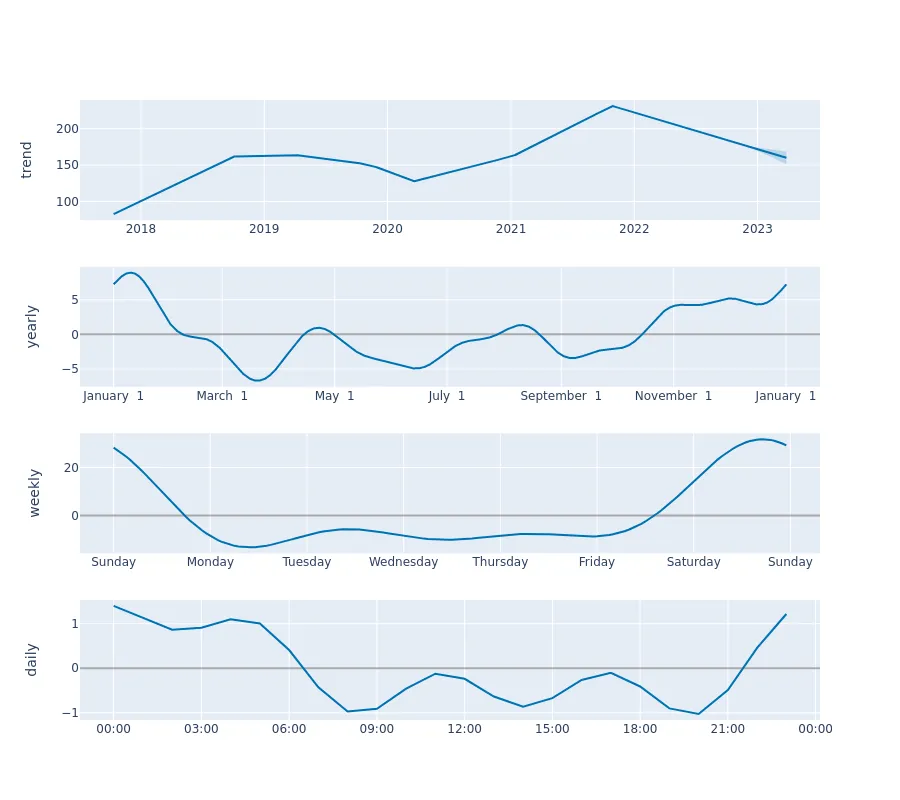 trend
200
150
100
2018 2019 2020 2021 2022 2023
yearly
5
0
−5
January 1 March 1 May 1 July 1 September 1 November 1 January 1
weekly
20
0
Sunday Monday Tuesday Wednesday Thursday Friday Saturday Sunday
daily
1
0
−1
00:00 03:00 06:00 09:00 12:00 15:00 18:00 21:00 00:00